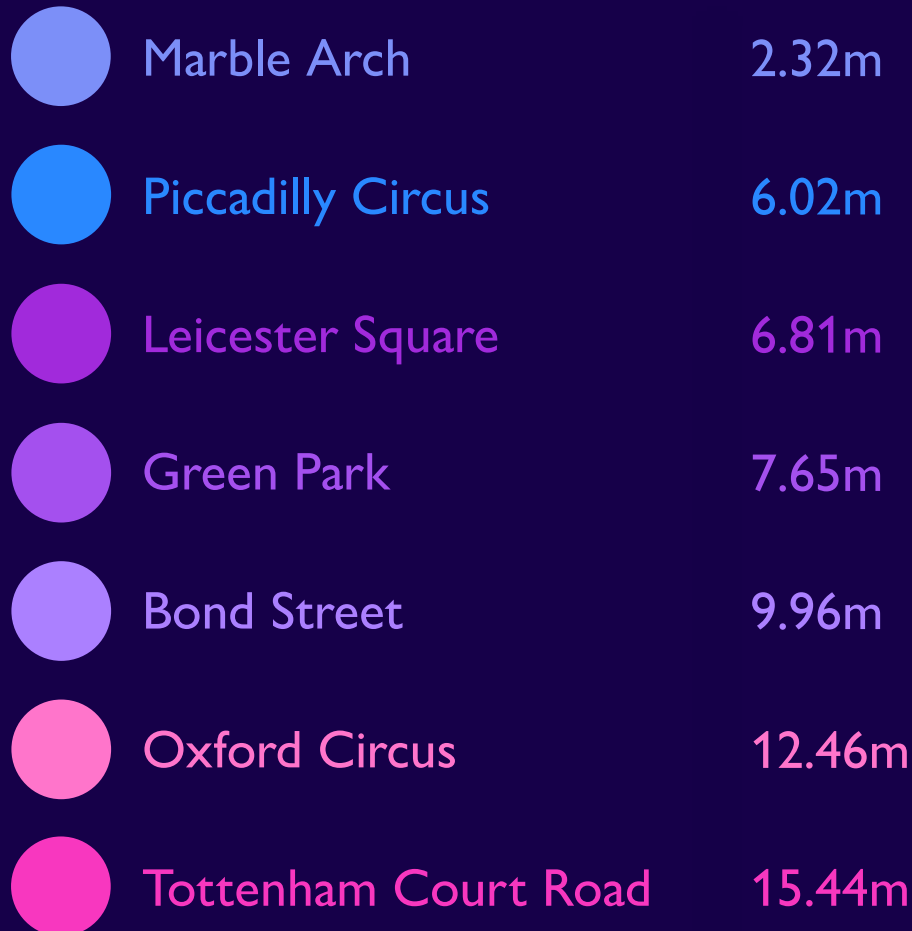 Marble Arch 2.32m
Piccadilly Circus 6.02m
Leicester Square 6.81m
Green Park 7.65m
Bond Street 9.96m
Oxford Circus 12.46m
Tottenham Court Road 15.44m